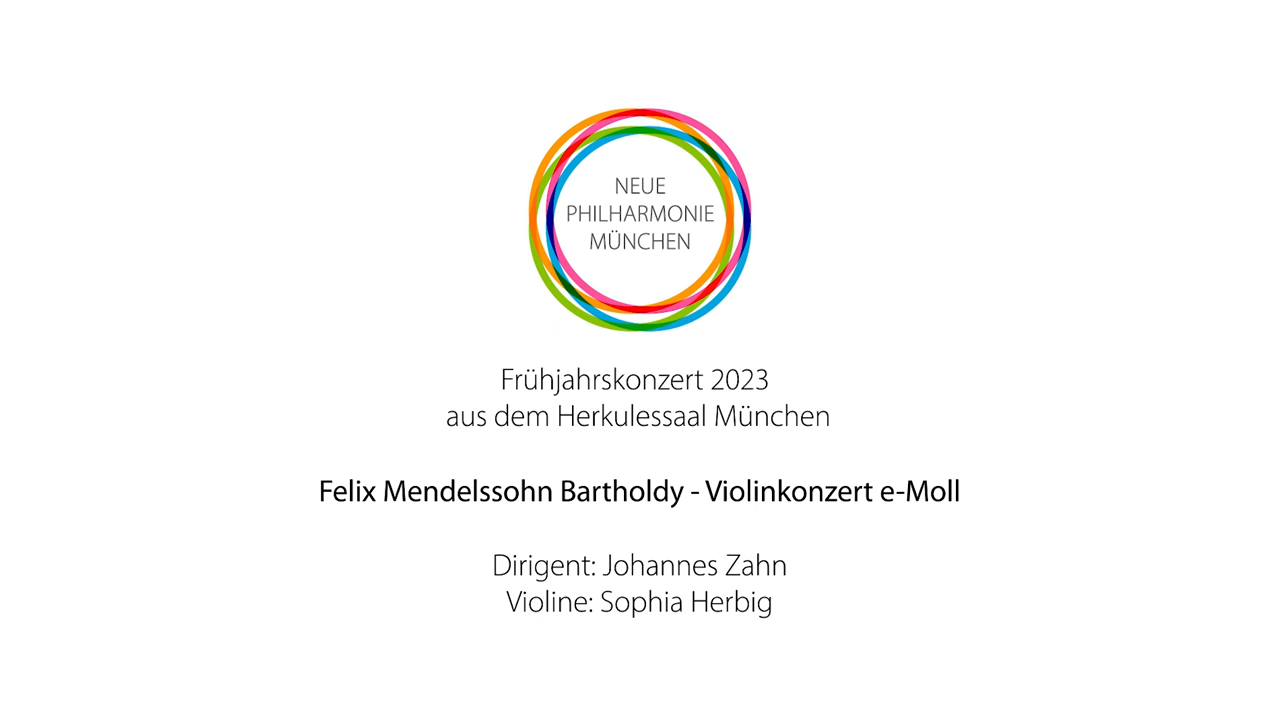 NEUE
PHILHARMONIE
MÜNCHEN
Frühjahrskonzert 2023
aus dem Herkulessaal München
Felix Mendelssohn Bartholdy - Violinkonzert e-Moll
Dirigent: Johannes Zahn
Violine: Sophia Herbig